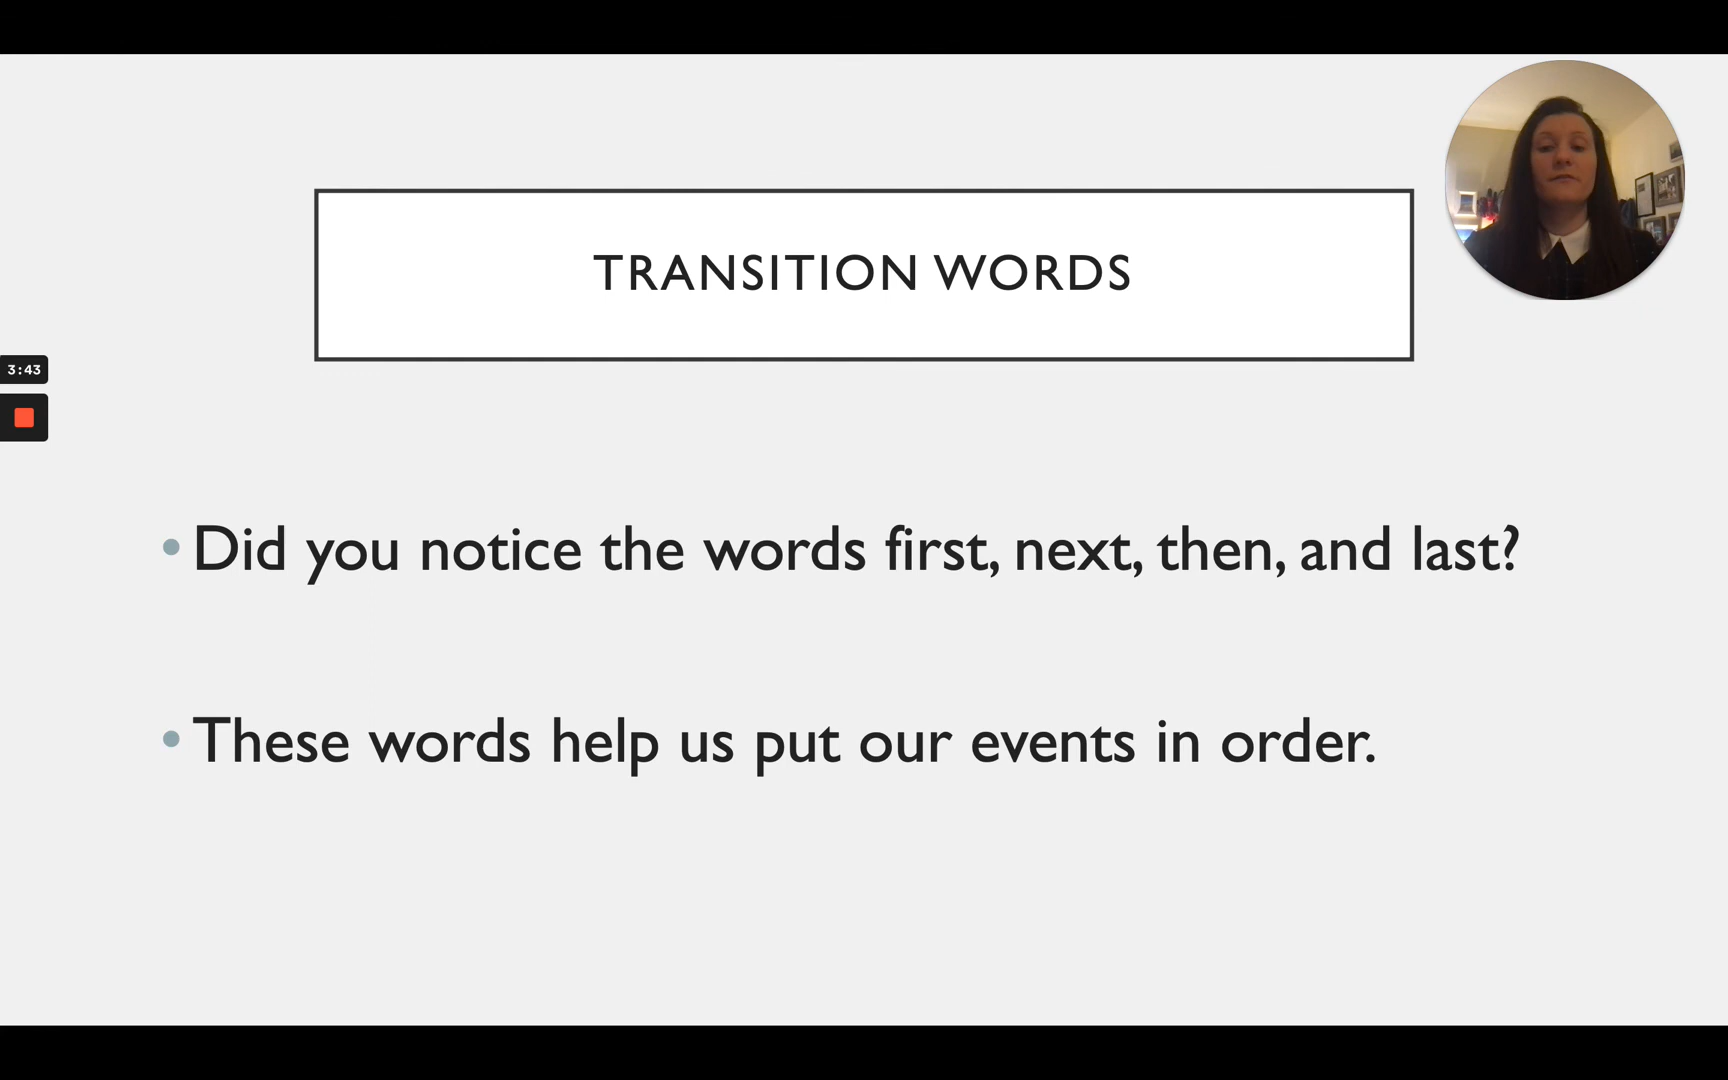 TRANSITION WORDS
3:43
• Did you notice the words first, next, then, and last?
• These words help us put our events in order.